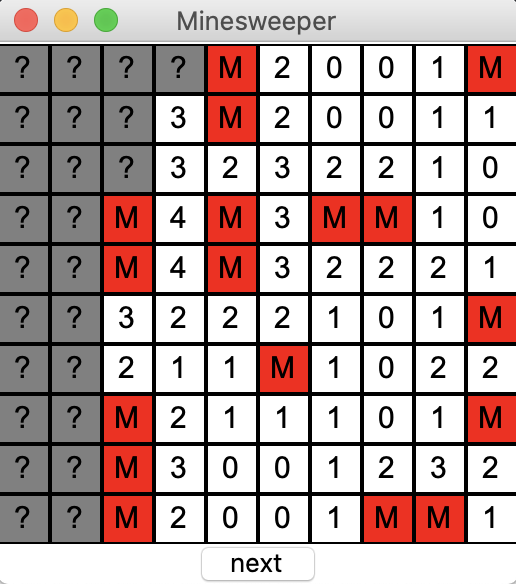 Minesweeper
? ? ? ? M 2 0 0 1 M
? ? ? 3 M 2 0 0 1 1
? ? ? 3 2 3 2 2 1 0
? ? M 4 M 3 M M 1 0
? ? M 4 M 3 2 2 2 1
? ? 3 2 2 2 1 0 1 M
? ? 2 1 1 M 1 0 2 2
? ? M 2 1 1 1 0 1 M
? ? M 3 0 0 1 2 3 2
? ? M 2 0 0 1 M M 1
next